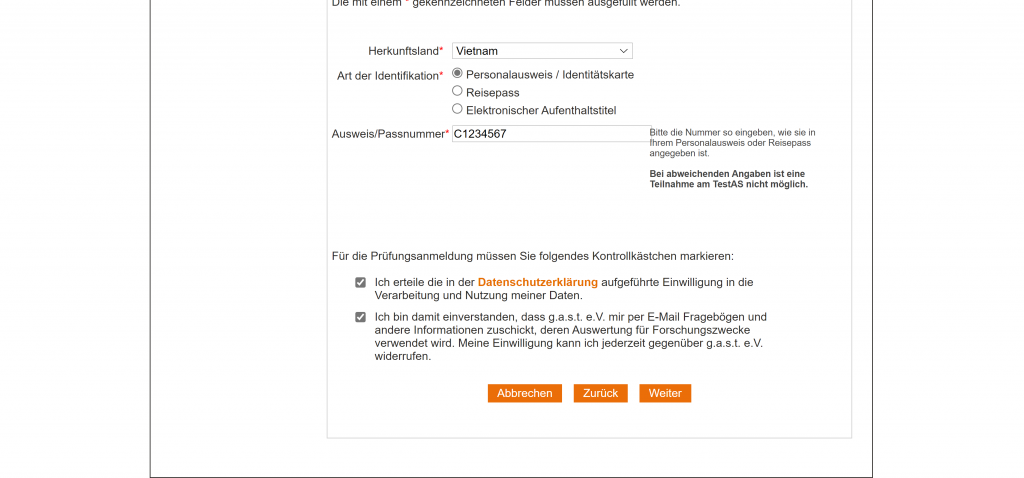 Die mit einem * gekennzeichneten Felder müssen ausgefüllt werden.
Herkunftsland* Vietnam
Art der Identifikation* Personalausweis / Identitätskarte
Reisepass
Elektronischer Aufenthaltstitel
Ausweis/Passnummer* C1234567
Bitte die Nummer so eingeben, wie sie in
Ihrem Personalausweis oder Reisepass
angegeben ist.
Bei abweichenden Angaben ist eine
Teilnahme am TestAS nicht möglich.
Für die Prüfungsanmeldung müssen Sie folgendes Kontrollkästchen markieren:
Ich erteile die in der Datenschutzerklärung aufgeführte Einwilligung in die
Verarbeitung und Nutzung meiner Daten.
Ich bin damit einverstanden, dass g.a.s.t. e.V. mir per E-Mail Fragebögen und
andere Informationen zuschickt, deren Auswertung für Forschungszwecke
verwendet wird. Meine Einwilligung kann ich jederzeit gegenüber g.a.s.t. e.V.
widerrufen.
Abbrechen Zurück Weiter